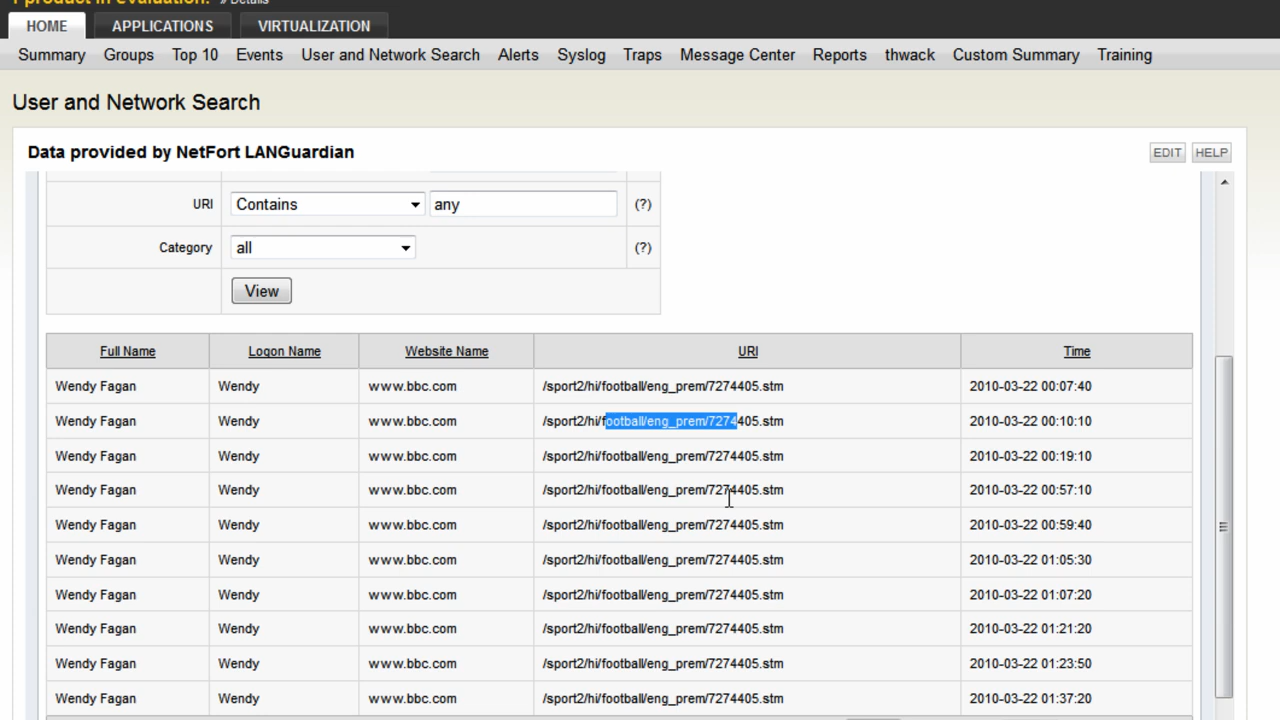 1 product in evaluation. » Details
HOME APPLICATIONS VIRTUALIZATION
Summary Groups Top 10 Events User and Network Search Alerts Syslog Traps Message Center Reports thwack Custom Summary Training
User and Network Search
Data provided by NetFort LANGuardian EDIT HELP
URI Contains any (?)
Category all (?)
View
Full Name Logon Name Website Name URI Time
Wendy Fagan Wendy www.bbc.com /sport2/hi/football/eng_prem/7274405.stm 2010-03-22 00:07:40
Wendy Fagan Wendy www.bbc.com /sport2/hi/football/eng_prem/7274405.stm 2010-03-22 00:10:10
Wendy Fagan Wendy www.bbc.com /sport2/hi/football/eng_prem/7274405.stm 2010-03-22 00:19:10
Wendy Fagan Wendy www.bbc.com /sport2/hi/football/eng_prem/7274405.stm 2010-03-22 00:57:10
Wendy Fagan Wendy www.bbc.com /sport2/hi/football/eng_prem/7274405.stm 2010-03-22 00:59:40
Wendy Fagan Wendy www.bbc.com /sport2/hi/football/eng_prem/7274405.stm 2010-03-22 01:05:30
Wendy Fagan Wendy www.bbc.com /sport2/hi/football/eng_prem/7274405.stm 2010-03-22 01:07:20
Wendy Fagan Wendy www.bbc.com /sport2/hi/football/eng_prem/7274405.stm 2010-03-22 01:21:20
Wendy Fagan Wendy www.bbc.com /sport2/hi/football/eng_prem/7274405.stm 2010-03-22 01:23:50
Wendy Fagan Wendy www.bbc.com /sport2/hi/football/eng_prem/7274405.stm 2010-03-22 01:37:20